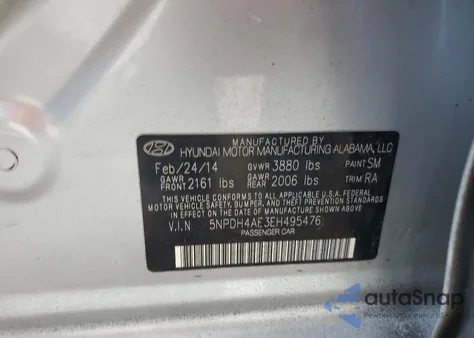 MANUFACTURED BY
HYUNDAI MOTOR MANUFACTURING ALABAMA, LLC
Feb/24/14 GVWR 3880 lbs PAINT SM
GAWR FRONT 2161 lbs GAWR REAR 2006 lbs TRIM RA
THIS VEHICLE CONFORMS TO ALL APPLICABLE U.S.A. FEDERAL
MOTOR VEHICLE SAFETY, BUMPER, AND THEFT PREVENTION
STANDARDS IN EFFECT ON THE DATE OF MANUFACTURE SHOWN ABOVE.
V.I.N 5NPDH4AE3EH495476
PASSENGER CAR
autoSnap